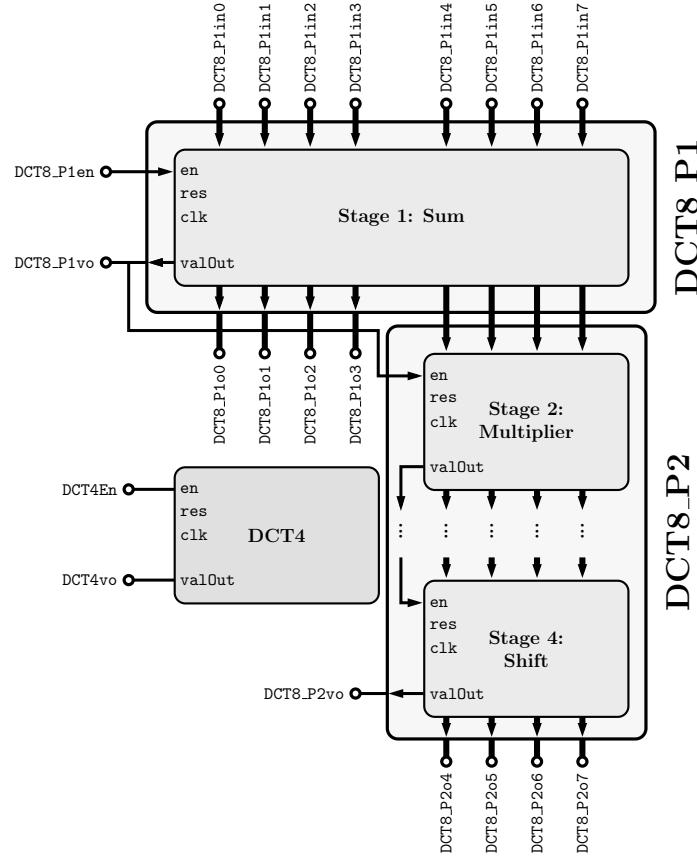 DCT8_P1in0
DCT8_P1in1
DCT8_P1in2
DCT8_P1in3
DCT8_P1in4
DCT8_P1in5
DCT8_P1in6
DCT8_P1in7
DCT8_P1
DCT8_P1en
en
res
clk
Stage 1: Sum
DCT8_P1vo
valOut
DCT8_P1o0
DCT8_P1o1
DCT8_P1o2
DCT8_P1o3
en
res
clk
Stage 2:
Multiplier
valOut
DCT8_P2
DCT4En
en
res
clk
DCT4
DCT4vo
valOut
...
...
...
...
...
en
res
clk
Stage 4:
Shift
DCT8_P2vo
valOut
DCT8_P2o4
DCT8_P2o5
DCT8_P2o6
DCT8_P2o7